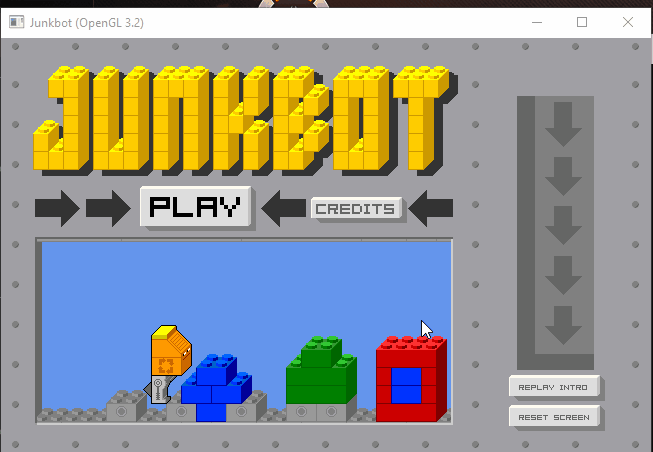 Junkbot (OpenGL 3.2)
JUNKBOT
PLAY
CREDITS
REPLAY INTRO
RESET SCREEN